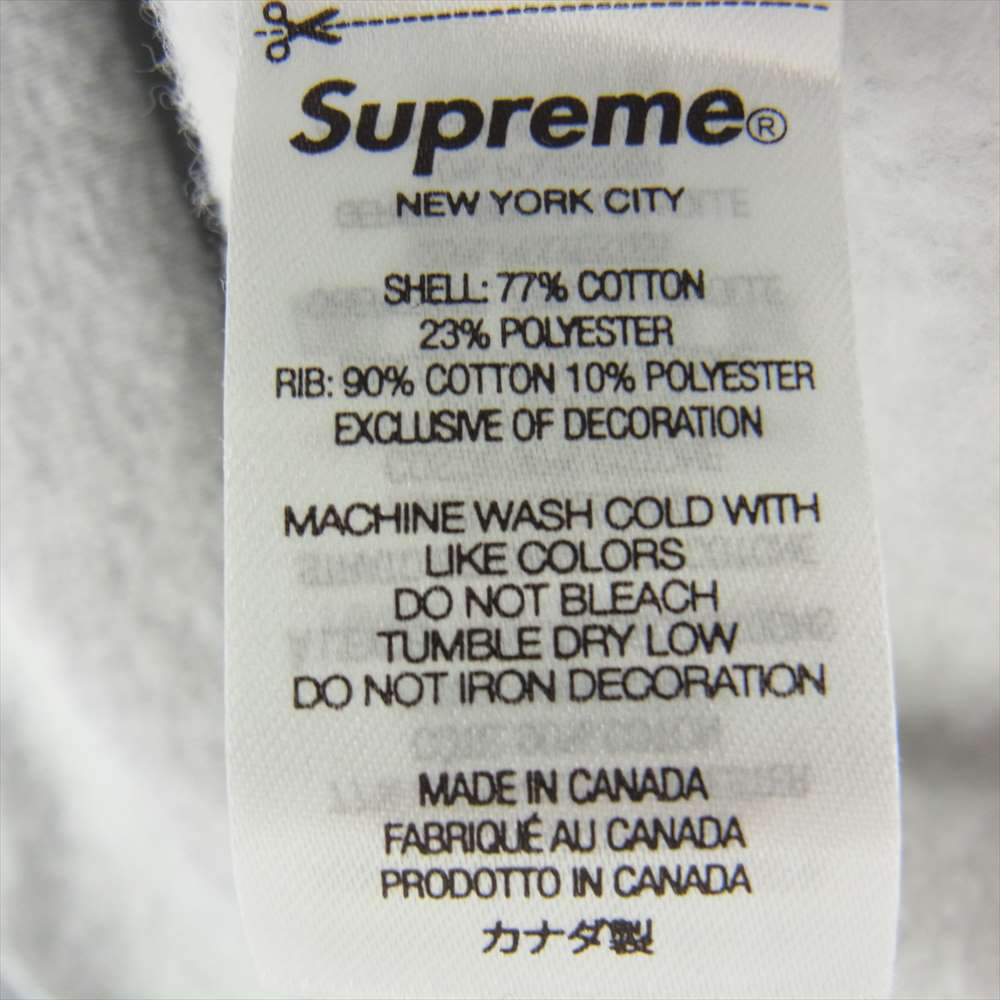 Supreme®
NEW YORK CITY
SHELL: 77% COTTON
23% POLYESTER
RIB: 90% COTTON 10% POLYESTER
EXCLUSIVE OF DECORATION
MACHINE WASH COLD WITH
LIKE COLORS
DO NOT BLEACH
TUMBLE DRY LOW
DO NOT IRON DECORATION
MADE IN CANADA
FABRIQUÉ AU CANADA
PRODOTTO IN CANADA
カナダ製